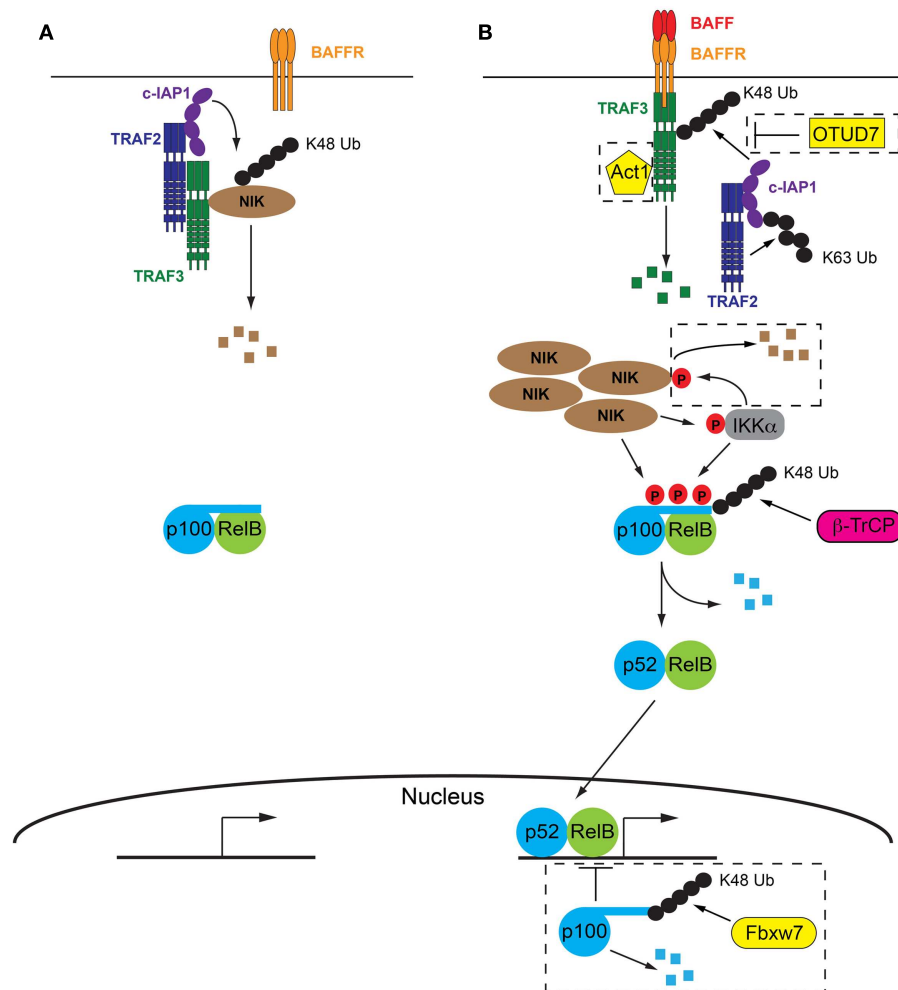 A
BAFFR
c-IAP1
TRAF2
K48 Ub
NIK
TRAF3
p100
RelB
B
BAFF
BAFFR
TRAF3
K48 Ub
OTUD7
Act1
c-IAP1
K63 Ub
TRAF2
NIK
NIK
P
NIK
NIK
P
IKKα
K48 Ub
P P P
p100
RelB
β-TrCP
p52
RelB
Nucleus
p52
RelB
K48 Ub
p100
Fbxw7